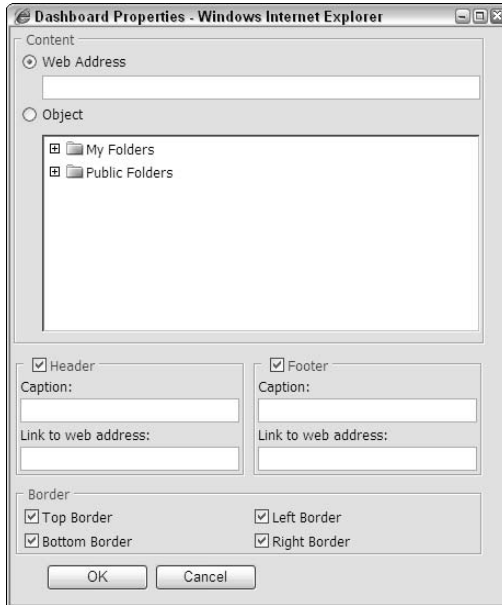 Dashboard Properties - Windows Internet Explorer
Content
Web Address
Object
My Folders
Public Folders
Header
Caption:
Link to web address:
Footer
Caption:
Link to web address:
Border
Top Border
Left Border
Bottom Border
Right Border
OK
Cancel